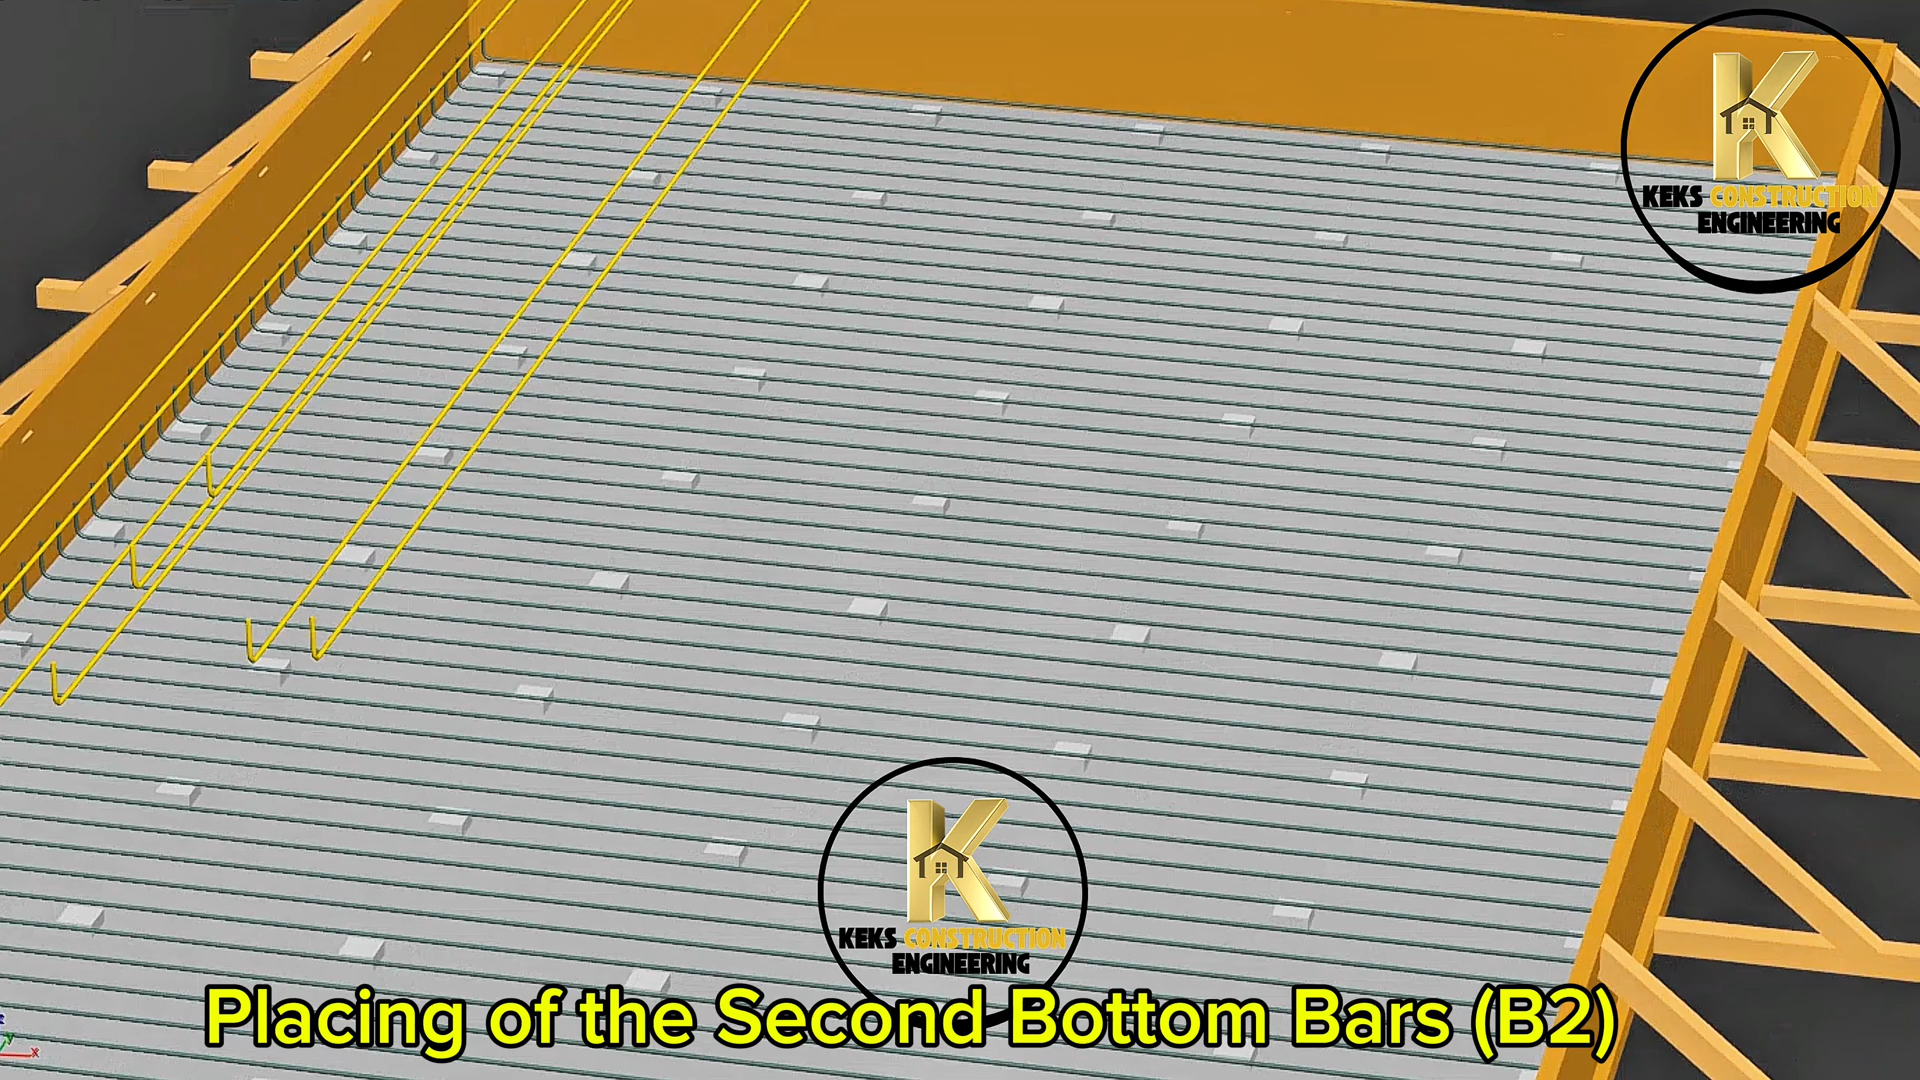 KEKS CONSTRUCTION
ENGINEERING
KEKS CONSTRUCTION
ENGINEERING
Placing of the Second Bottom Bars (B2)
X